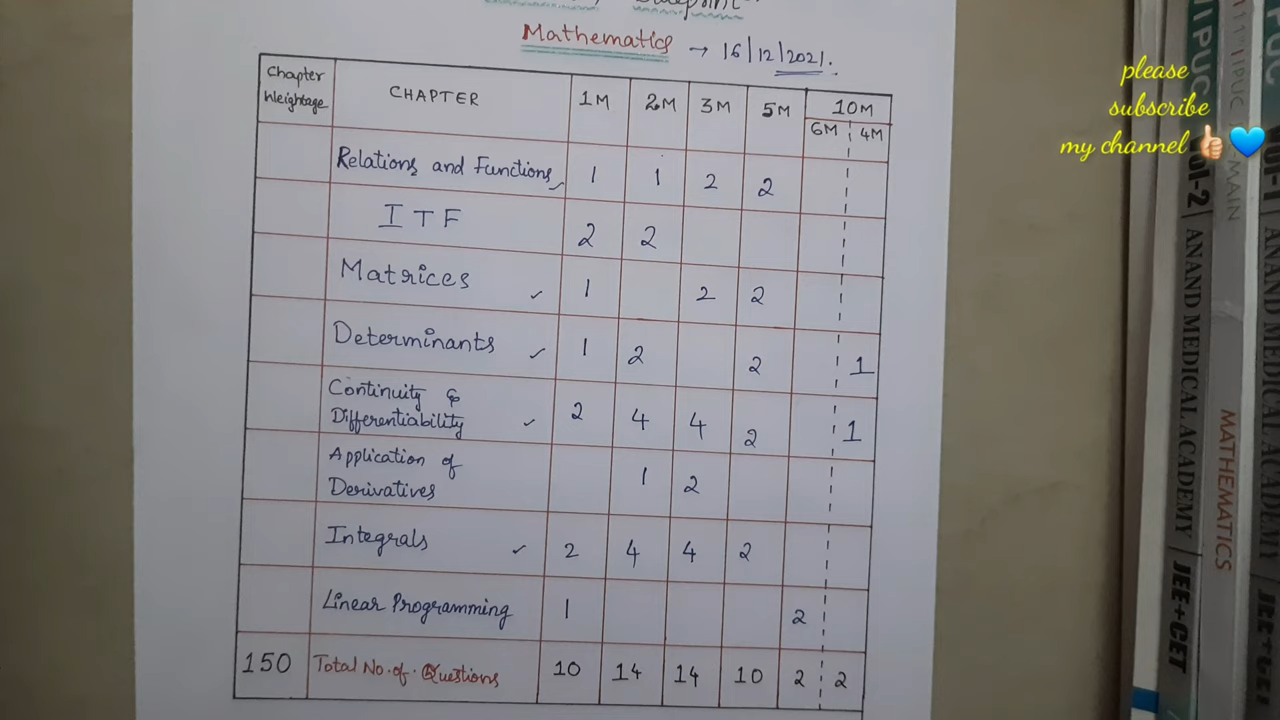 Blueprint
Mathematics → 16/12/2021.
Chapter Weightage CHAPTER 1M 2M 3M 5M 10M
6M 4M
Relations and Functions 1 1 2 2
ITF 2 2
Matrices ✓ 1 2 2
Determinants ✓ 1 2 2 1
Continuity &
Differentiability ✓ 2 4 4 2 1
Application of
Derivatives 1 2
Integrals ✓ 2 4 4 2
Linear Programming 1 2
150 Total No. of. Questions 10 14 14 10 2 2
please
subscribe
my channel 👍🏻💙
ANAND MEDICAL ACADEMY JEE+CET
MATHEMATICS